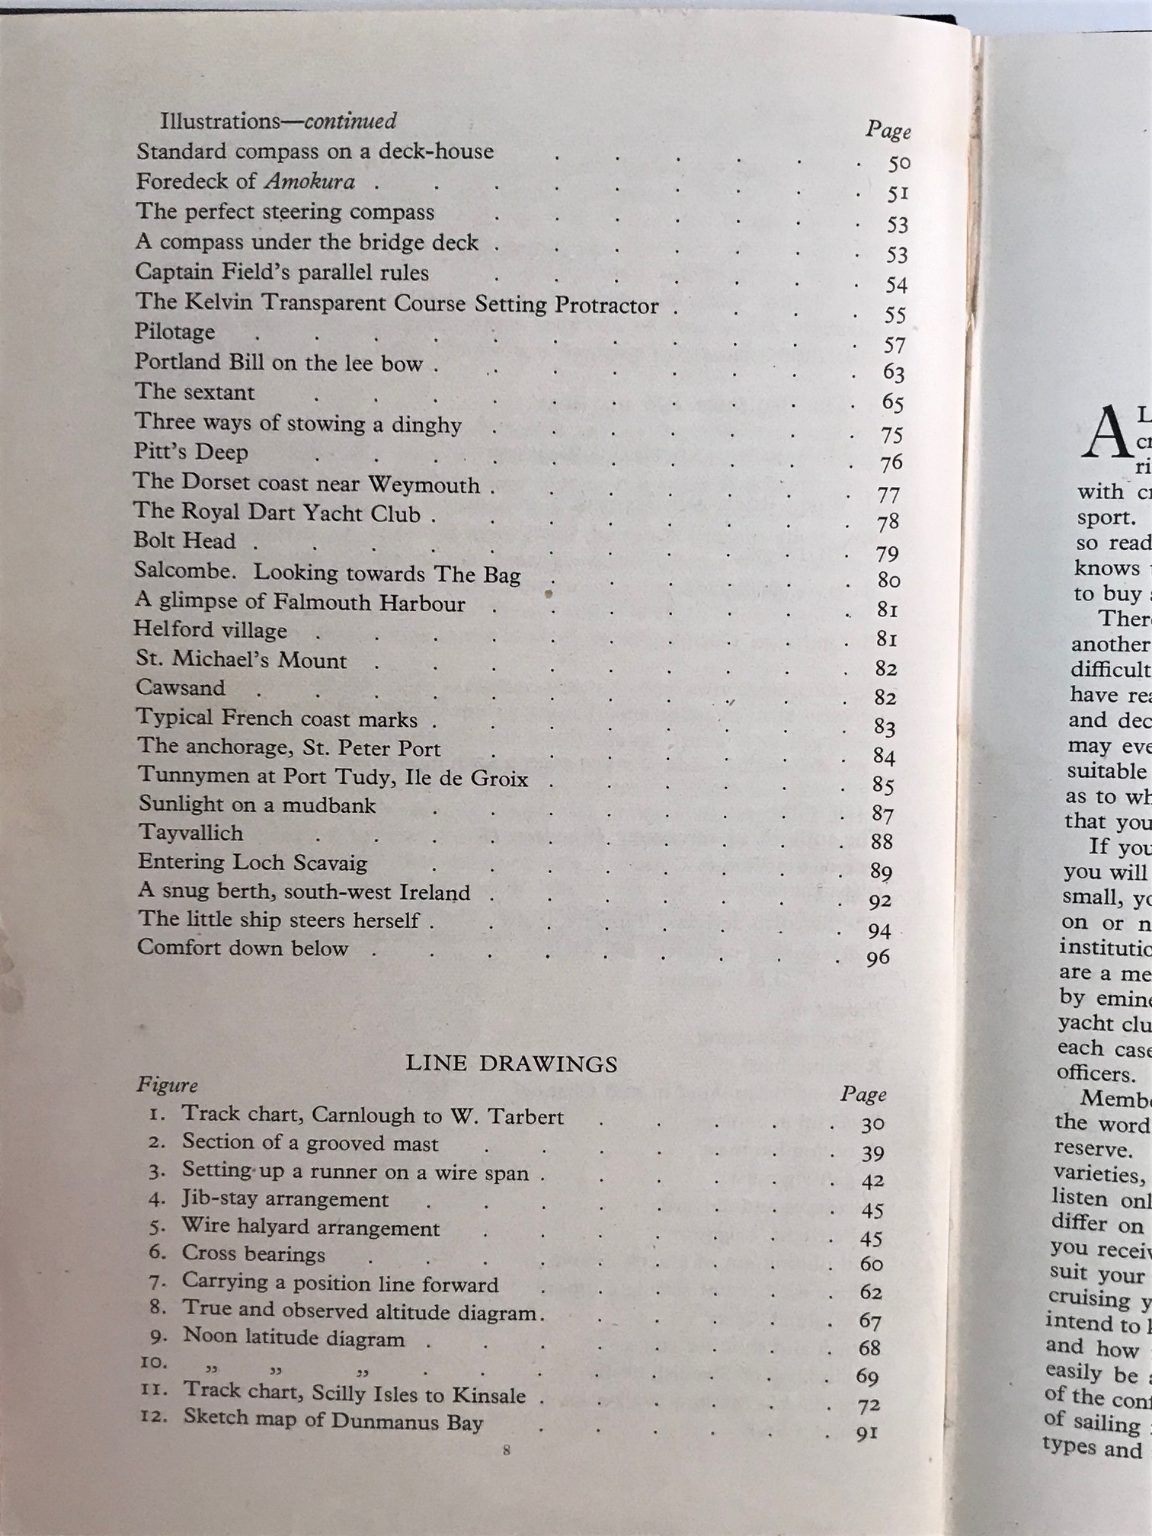 Illustrations—continued
Page
Standard compass on a deck-house . . . . . . 50
Foredeck of Amokura . . . . . . . . . 51
The perfect steering compass . . . . . . . 53
A compass under the bridge deck . . . . . . . 53
Captain Field's parallel rules . . . . . . . 54
The Kelvin Transparent Course Setting Protractor . . . . 55
Pilotage . . . . . . . . . . . 57
Portland Bill on the lee bow . . . . . . . . 63
The sextant . . . . . . . . . . 65
Three ways of stowing a dinghy . . . . . . . 75
Pitt's Deep . . . . . . . . . . 76
The Dorset coast near Weymouth . . . . . . . 77
The Royal Dart Yacht Club . . . . . . . . 78
Bolt Head . . . . . . . . . . . 79
Salcombe. Looking towards The Bag . . . . . . 80
A glimpse of Falmouth Harbour . . . . . . . 81
Helford village . . . . . . . . . . 81
St. Michael's Mount . . . . . . . . . 82
Cawsand . . . . . . . . . . . 82
Typical French coast marks . . . . . . . . 83
The anchorage, St. Peter Port . . . . . . . 84
Tunnymen at Port Tudy, Ile de Groix . . . . . . 85
Sunlight on a mudbank . . . . . . . . 87
Tayvallich . . . . . . . . . . 88
Entering Loch Scavaig . . . . . . . . 89
A snug berth, south-west Ireland . . . . . . . 92
The little ship steers herself . . . . . . . . 94
Comfort down below . . . . . . . . . 96
LINE DRAWINGS
Figure Page
1. Track chart, Carnlough to W. Tarbert . . . . . 30
2. Section of a grooved mast . . . . . . . 39
3. Setting up a runner on a wire span . . . . . . 42
4. Jib-stay arrangement . . . . . . . . 45
5. Wire halyard arrangement . . . . . . . 45
6. Cross bearings . . . . . . . . . 60
7. Carrying a position line forward . . . . . . 62
8. True and observed altitude diagram . . . . . . 67
9. Noon latitude diagram . . . . . . . . 68
10. „ „ „ . . . . . . . . 69
11. Track chart, Scilly Isles to Kinsale . . . . . . 72
12. Sketch map of Dunmanus Bay . . . . . . 91
8
A
with
sport.
so read
knows
to buy
another
have
and
may
suitable
as to
that you
If you
you will
small,
on or
are a
by
yacht
each case
officers.
the word
reserve.
varieties,
listen
differ on
you
suit your
cruising
intend to
and how
easily be
of the
of sailing
types and